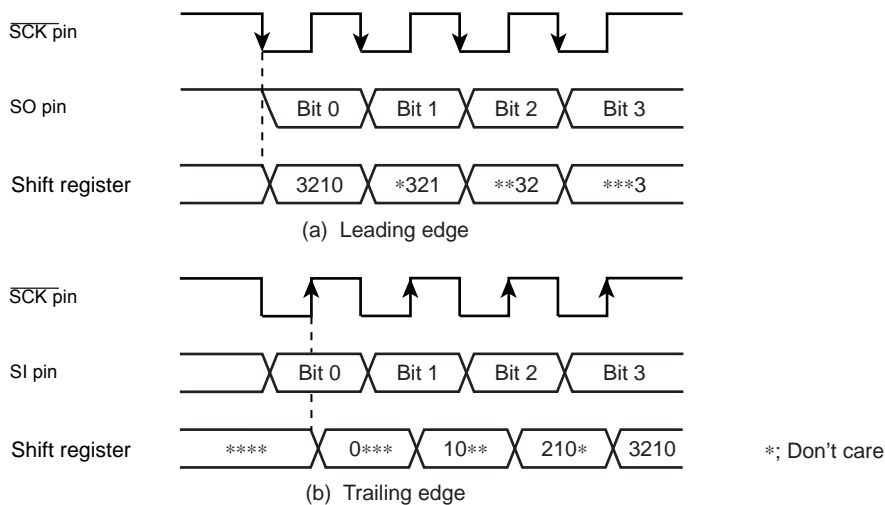 SCK pin
SO pin
Bit 0 Bit 1 Bit 2 Bit 3
Shift register
3210 *321 **32 ***3
(a) Leading edge
SCK pin
SI pin
Bit 0 Bit 1 Bit 2 Bit 3
Shift register
**** 0*** 10** 210* 3210
*; Don't care
(b) Trailing edge